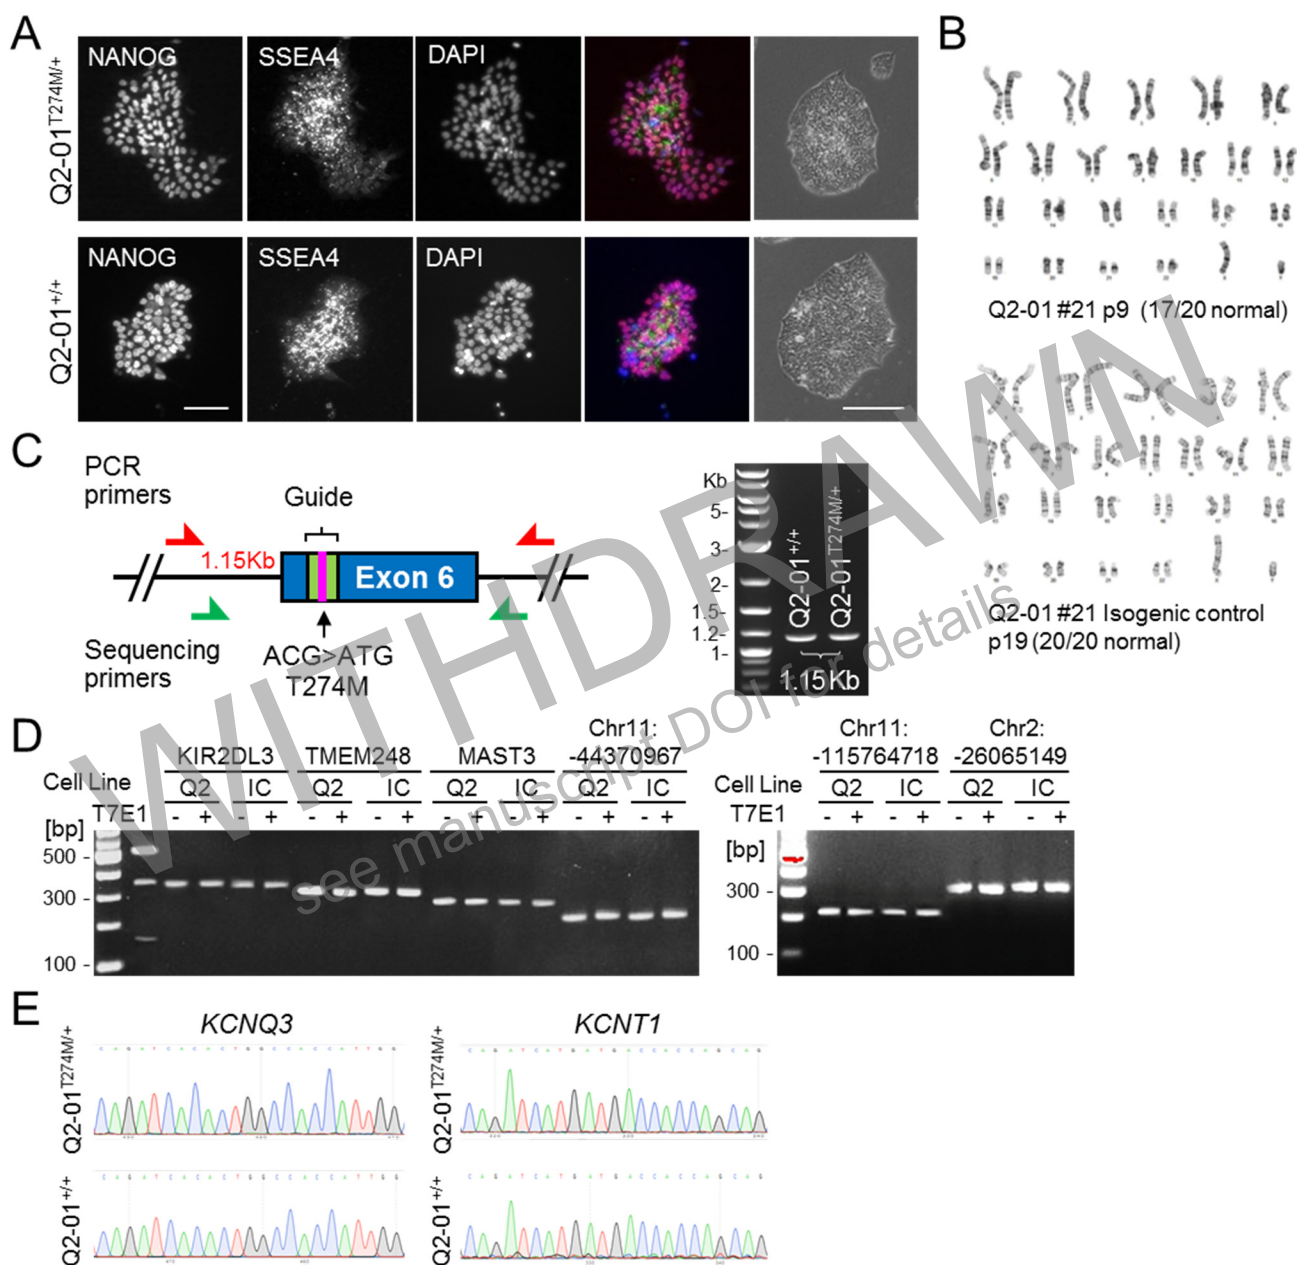 A
NANOG SSEA4 DAPI
Q2-01T274M/+
NANOG SSEA4 DAPI
Q2-01+/+
B
Q2-01 #21 p9 (17/20 normal)
Q2-01 #21 Isogenic control
p19 (20/20 normal)
C
PCR
primers
Guide
1.15Kb
Exon 6
Sequencing
primers
ACG>ATG
T274M
Kb
5-
3-
2-
1.5-
1.2-
1-
Q2-01+/+
Q2-01T274M/+
1.15Kb
D
KIR2DL3 TMEM248 MAST3 Chr11:
-44370967
Cell Line Q2 IC Q2 IC Q2 IC Q2 IC
T7E1 - + - + - + - + - + - + - + - +
[bp]
500 -
300 -
100 -
Chr11:
-115764718
Chr2:
-26065149
Cell Line Q2 IC Q2 IC
T7E1 - + - + - + - +
[bp]
300 -
100 -
E
KCNQ3 KCNT1
Q2-01T274M/+
C A G A T C A C A C T G G C C A C C A T T G G
Q2-01T274M/+
C A G A T C A T G A T G A C C A C C A G C A G
Q2-01+/+
C A G A T C A C A C T G G C C A C C A T T G G
Q2-01+/+
C A G A T C A T G A T G A C C A C C A G C A G
WITHDRAWN
see manuscript DOI for details